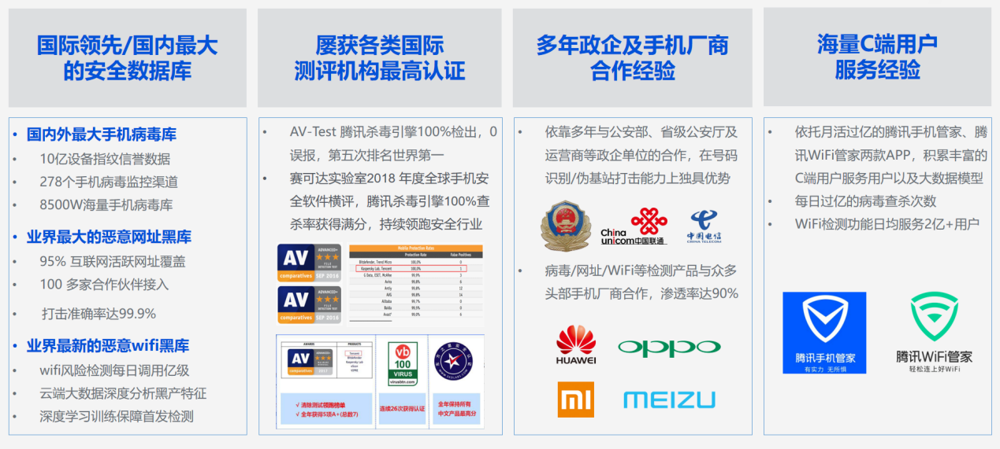 国际领先/国内最大
的安全数据库
• 国内外最大手机病毒库
• 10亿设备指纹信誉数据
• 278个手机病毒监控渠道
• 8500W海量手机病毒库
• 业界最大的恶意网址黑库
• 95% 互联网活跃网址覆盖
• 100 多家合作伙伴接入
• 打击准确率达99.9%
• 业界最新的恶意wifi黑库
• wifi风险检测每日调用亿级
• 云端大数据深度分析黑产特征
• 深度学习训练保障首发检测
屡获各类国际
测评机构最高认证
• AV-Test 腾讯杀毒引擎100%检出，0
误报，第五次排名世界第一
• 赛可达实验室2018 年度全球手机安
全软件横评，腾讯杀毒引擎100%查
杀率获得满分，持续领跑安全行业
AV
ADVANCED+
comparatives
SEP 2016
AV
ADVANCED+
comparatives
SEP 2016
Mobile Protection Rates
Protection Rate False Positives
Bitdefender, Trend Micro 100,0% 0
Kaspersky Lab, Tencent 100,0% 1
G Data, ESET, McAfee 99,9% 3
Avira 99,8% 6
Antiy 99,8% 12
AVG 99,8% 14
Alibaba 99,7% 0
Baidu 99,5% 0
Avast 99,0% 6
AWARDS PRODUCTS
AV
ADVANCED+
comparatives
2017
Tencent
Bitdefender
Kaspersky Lab
vb
100
VIRUS
virusbtn.com
√ 清除测试领跑榜单
√ 全年获得5项A+(总数7)
连续26次获得认证
全年保持所有
中文产品最高分
多年政企及手机厂商
合作经验
• 依靠多年与公安部、省级公安厅及
运营商等政企单位的合作，在号码
识别/伪基站打击能力上独具优势
China
unicom中国联通
中国电信
CHINA TELECOM
• 病毒/网址/WiFi等检测产品与众多
头部手机厂商合作，渗透率达90%
HUAWEI
oppo
mi
MEIZU
海量C端用户
服务经验
• 依托月活过亿的腾讯手机管家、腾
讯WiFi管家两款APP，积累丰富的
C端用户服务用户以及大数据模型
• 每日过亿的病毒查杀次数
• WiFi检测功能日均服务2亿+用户
腾讯手机管家
有实力 无所惧
腾讯WiFi管家
轻松连上好WiFi